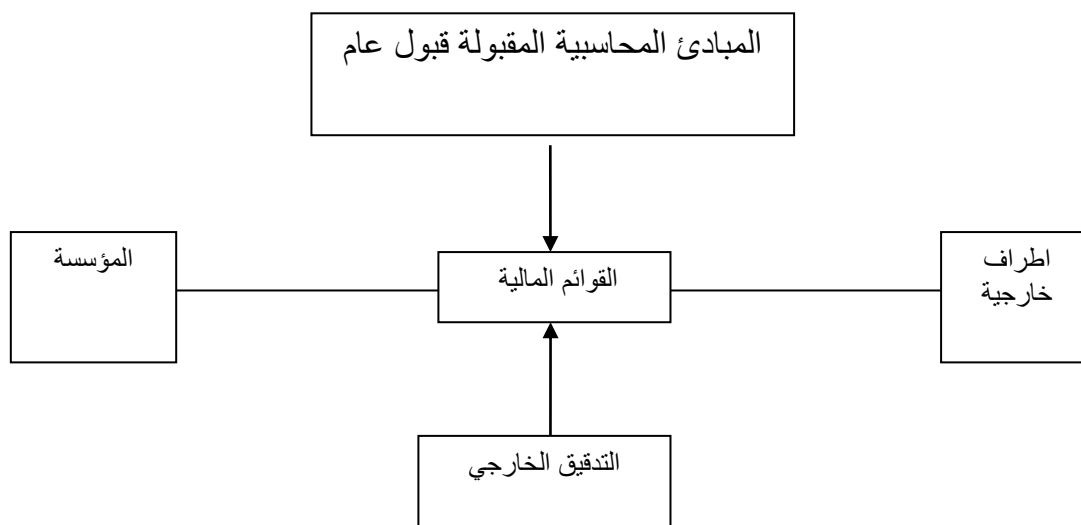 المبادئ المحاسبية المقبولة قبول عام
المؤسسة
القوائم المالية
اطراف
خارجية
التدقيق الخارجي